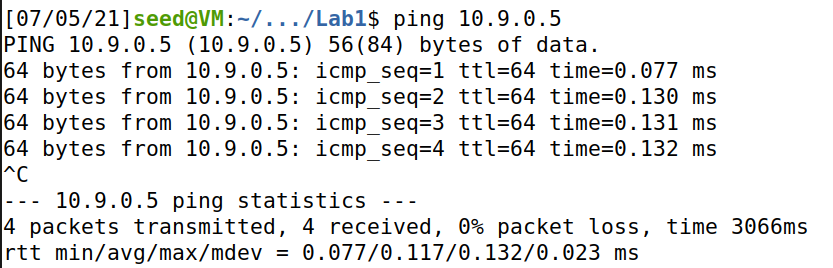 [07/05/21]seed@VM:~/.../Lab1$ ping 10.9.0.5
PING 10.9.0.5 (10.9.0.5) 56(84) bytes of data.
64 bytes from 10.9.0.5: icmp_seq=1 ttl=64 time=0.077 ms
64 bytes from 10.9.0.5: icmp_seq=2 ttl=64 time=0.130 ms
64 bytes from 10.9.0.5: icmp_seq=3 ttl=64 time=0.131 ms
64 bytes from 10.9.0.5: icmp_seq=4 ttl=64 time=0.132 ms
^C
--- 10.9.0.5 ping statistics ---
4 packets transmitted, 4 received, 0% packet loss, time 3066ms
rtt min/avg/max/mdev = 0.077/0.117/0.132/0.023 ms